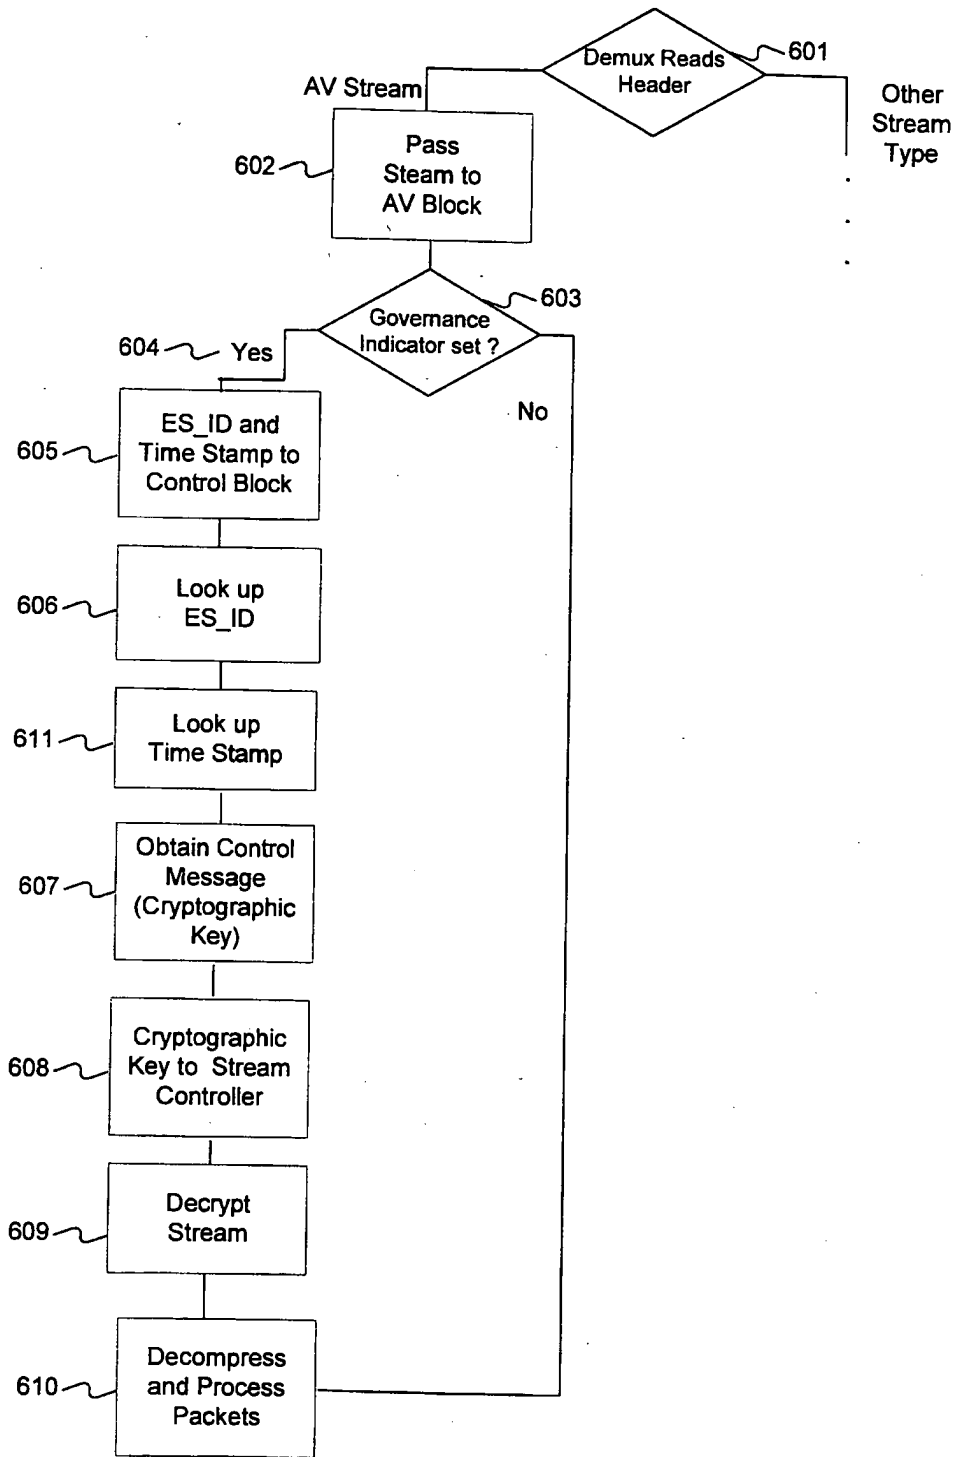 Demux Reads
Header
601
AV Stream
Other
Stream
Type
602
Pass
Steam to
AV Block
603
Governance
Indicator set ?
604
Yes
No
605
ES_ID and
Time Stamp to
Control Block
606
Look up
ES_ID
611
Look up
Time Stamp
607
Obtain Control
Message
(Cryptographic
Key)
608
Cryptographic
Key to Stream
Controller
609
Decrypt
Stream
610
Decompress
and Process
Packets